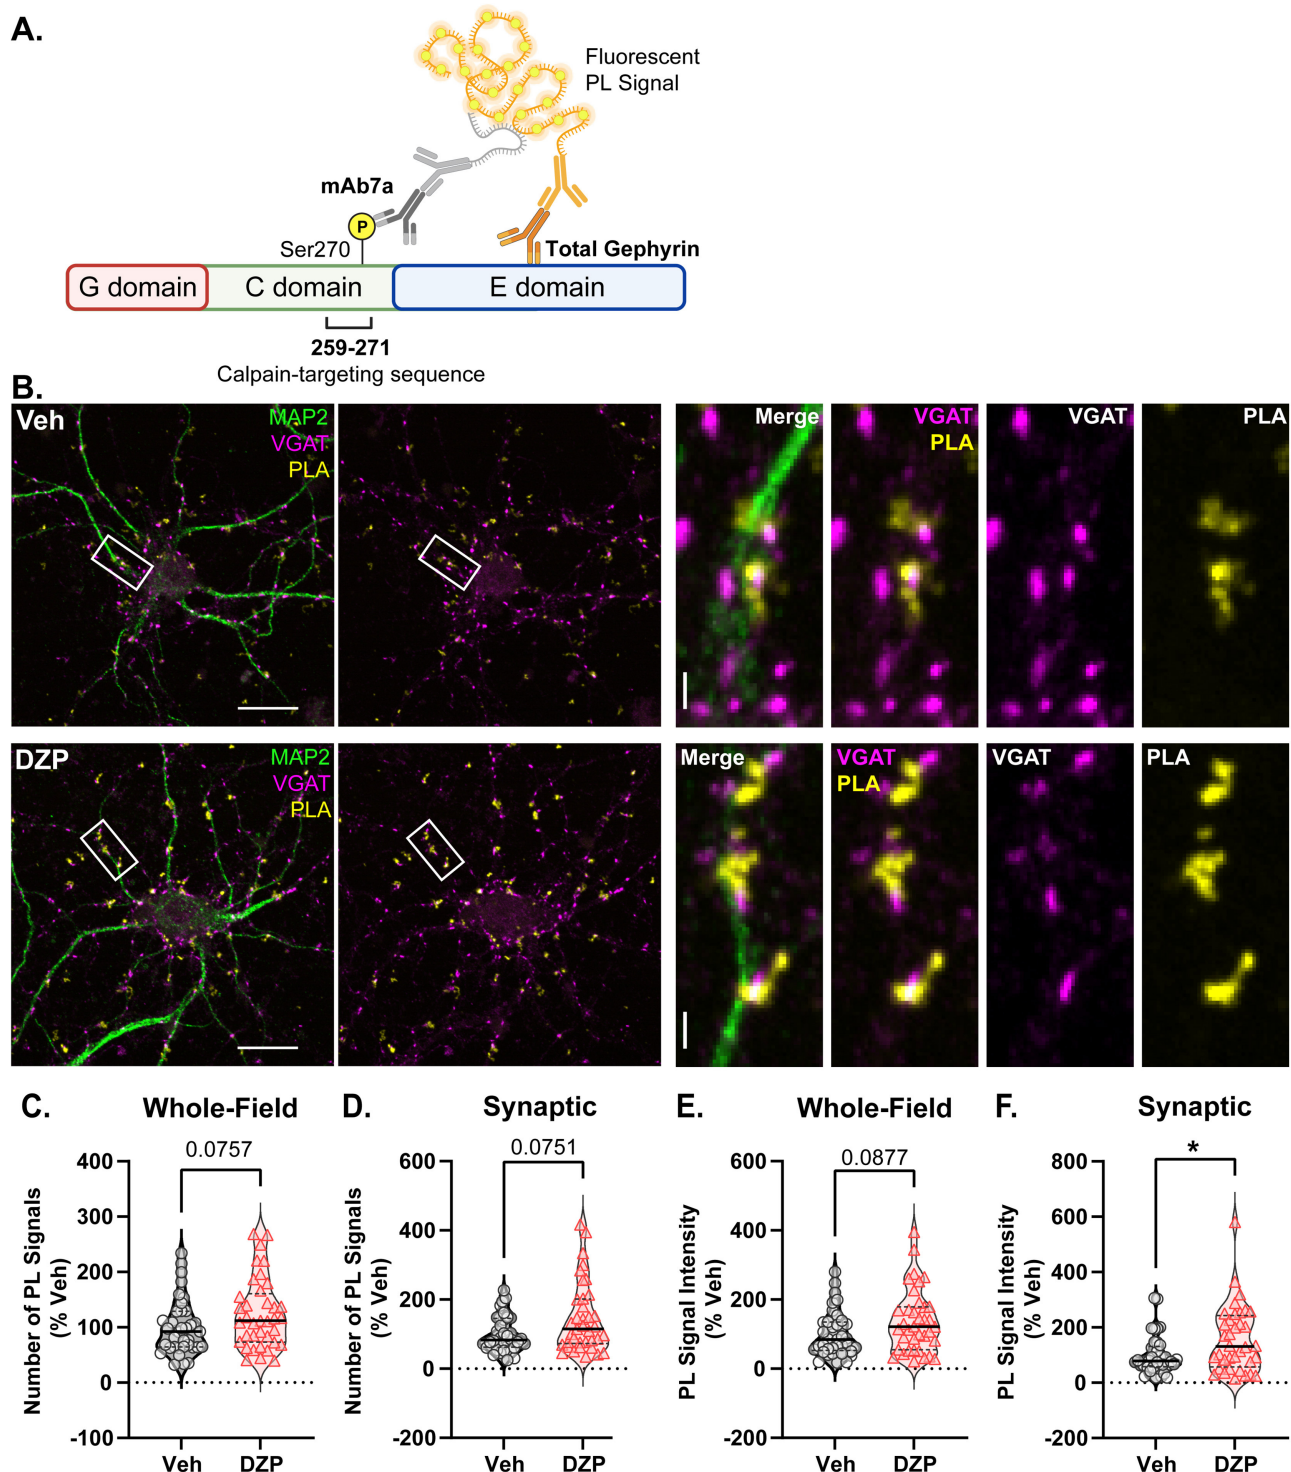 A.
Fluorescent
PL Signal
mAb7a
P
Ser270
Total Gephyrin
G domain
C domain
E domain
259-271
Calpain-targeting sequence
B.
Veh
MAP2
VGAT
PLA
Merge
VGAT
PLA
VGAT
PLA
DZP
MAP2
VGAT
PLA
Merge
VGAT
PLA
VGAT
PLA
C.
Whole-Field
0.0757
Number of PL Signals
(% Veh)
400
300
200
100
0
-100
Veh
DZP
D.
Synaptic
0.0751
Number of PL Signals
(% Veh)
600
400
200
0
-200
Veh
DZP
E.
Whole-Field
0.0877
PL Signal Intensity
(% Veh)
600
400
200
0
-200
Veh
DZP
F.
Synaptic
*
PL Signal Intensity
(% Veh)
800
600
400
200
0
-200
Veh
DZP